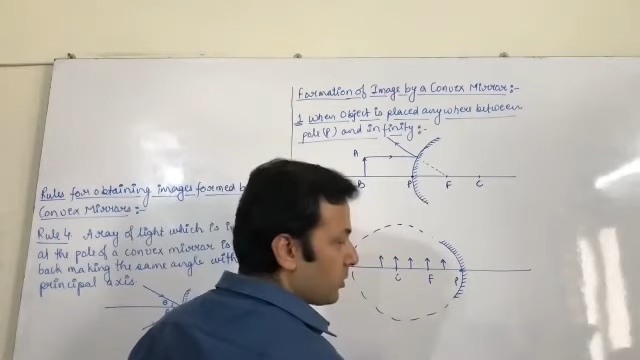 Rules for obtaining images formed b
Convex Mirrors:-
Rule 4. A ray of light which is i
at the pole of a convex mirror is
back making the same angle with
principal axis.
θ
Formation of Image by a Convex Mirror:-
1 When Object is placed anywhere between
pole (P) and infinity:-
A
B P F C
C F P